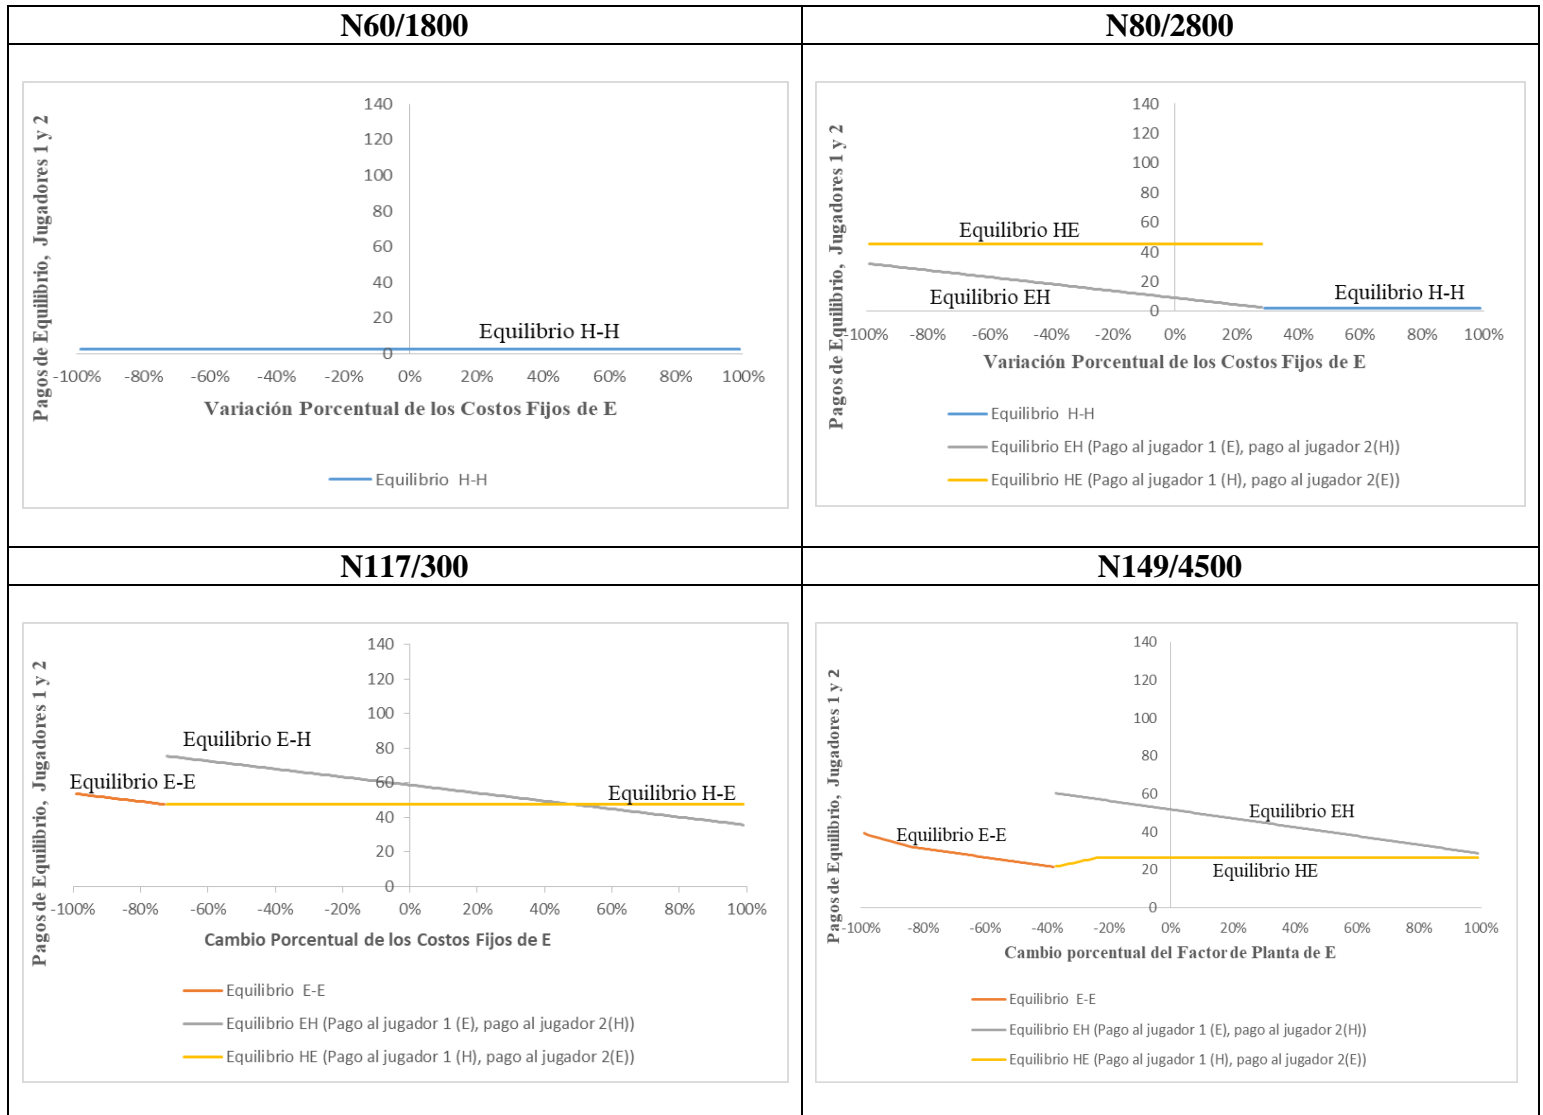 N60/1800
N80/2800
Pagos de Equilibrio, Jugadores 1 y 2
140
120
100
80
60
40
20
0
Equilibrio H-H
-100% -80% -60% -40% -20% 0% 20% 40% 60% 80% 100%
Variación Porcentual de los Costos Fijos de E
Equilibrio H-H
Pagos de Equilibrio, Jugadores 1 y 2
140
120
100
80
60
40
20
0
Equilibrio HE
Equilibrio EH
Equilibrio H-H
-100% -80% -60% -40% -20% 0% 20% 40% 60% 80% 100%
Variación Porcentual de los Costos Fijos de E
Equilibrio H-H
Equilibrio EH (Pago al jugador 1 (E), pago al jugador 2(H))
Equilibrio HE (Pago al jugador 1 (H), pago al jugador 2(E))
N117/300
N149/4500
Pagos de Equilibrio, Jugadores 1 y 2
140
120
100
80
60
40
20
0
Equilibrio E-H
Equilibrio E-E
Equilibrio H-E
-100% -80% -60% -40% -20% 0% 20% 40% 60% 80% 100%
Cambio Porcentual de los Costos Fijos de E
Equilibrio E-E
Equilibrio EH (Pago al jugador 1 (E), pago al jugador 2(H))
Equilibrio HE (Pago al jugador 1 (H), pago al jugador 2(E))
Pagos de Equilibrio, Jugadores 1 y 2
140
120
100
80
60
40
20
0
Equilibrio EH
Equilibrio E-E
Equilibrio HE
-100% -80% -60% -40% -20% 0% 20% 40% 60% 80% 100%
Cambio porcentual del Factor de Planta de E
Equilibrio E-E
Equilibrio EH (Pago al jugador 1 (E), pago al jugador 2(H))
Equilibrio HE (Pago al jugador 1 (H), pago al jugador 2(E))